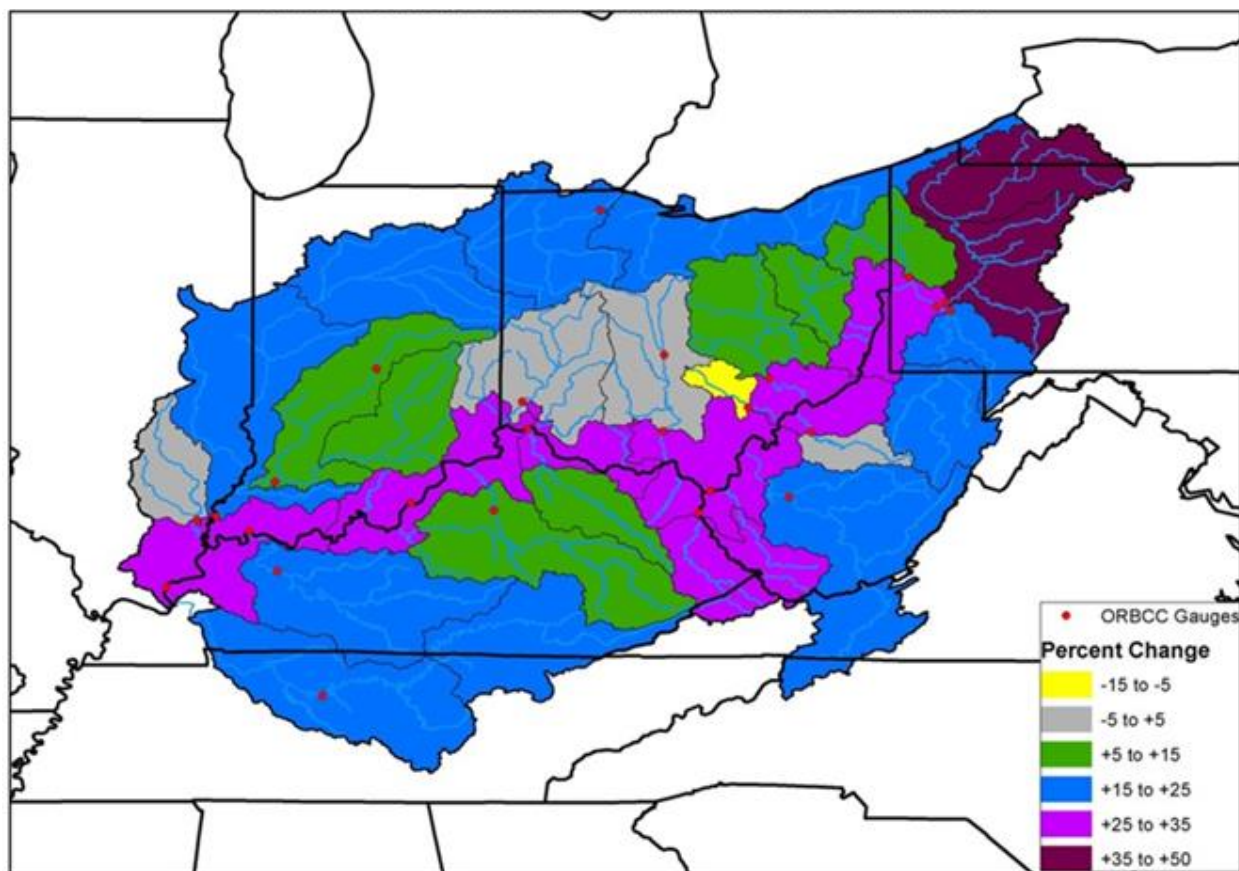 ORBCC Gauges
Percent Change
-15 to -5
-5 to +5
+5 to +15
+15 to +25
+25 to +35
+35 to +50